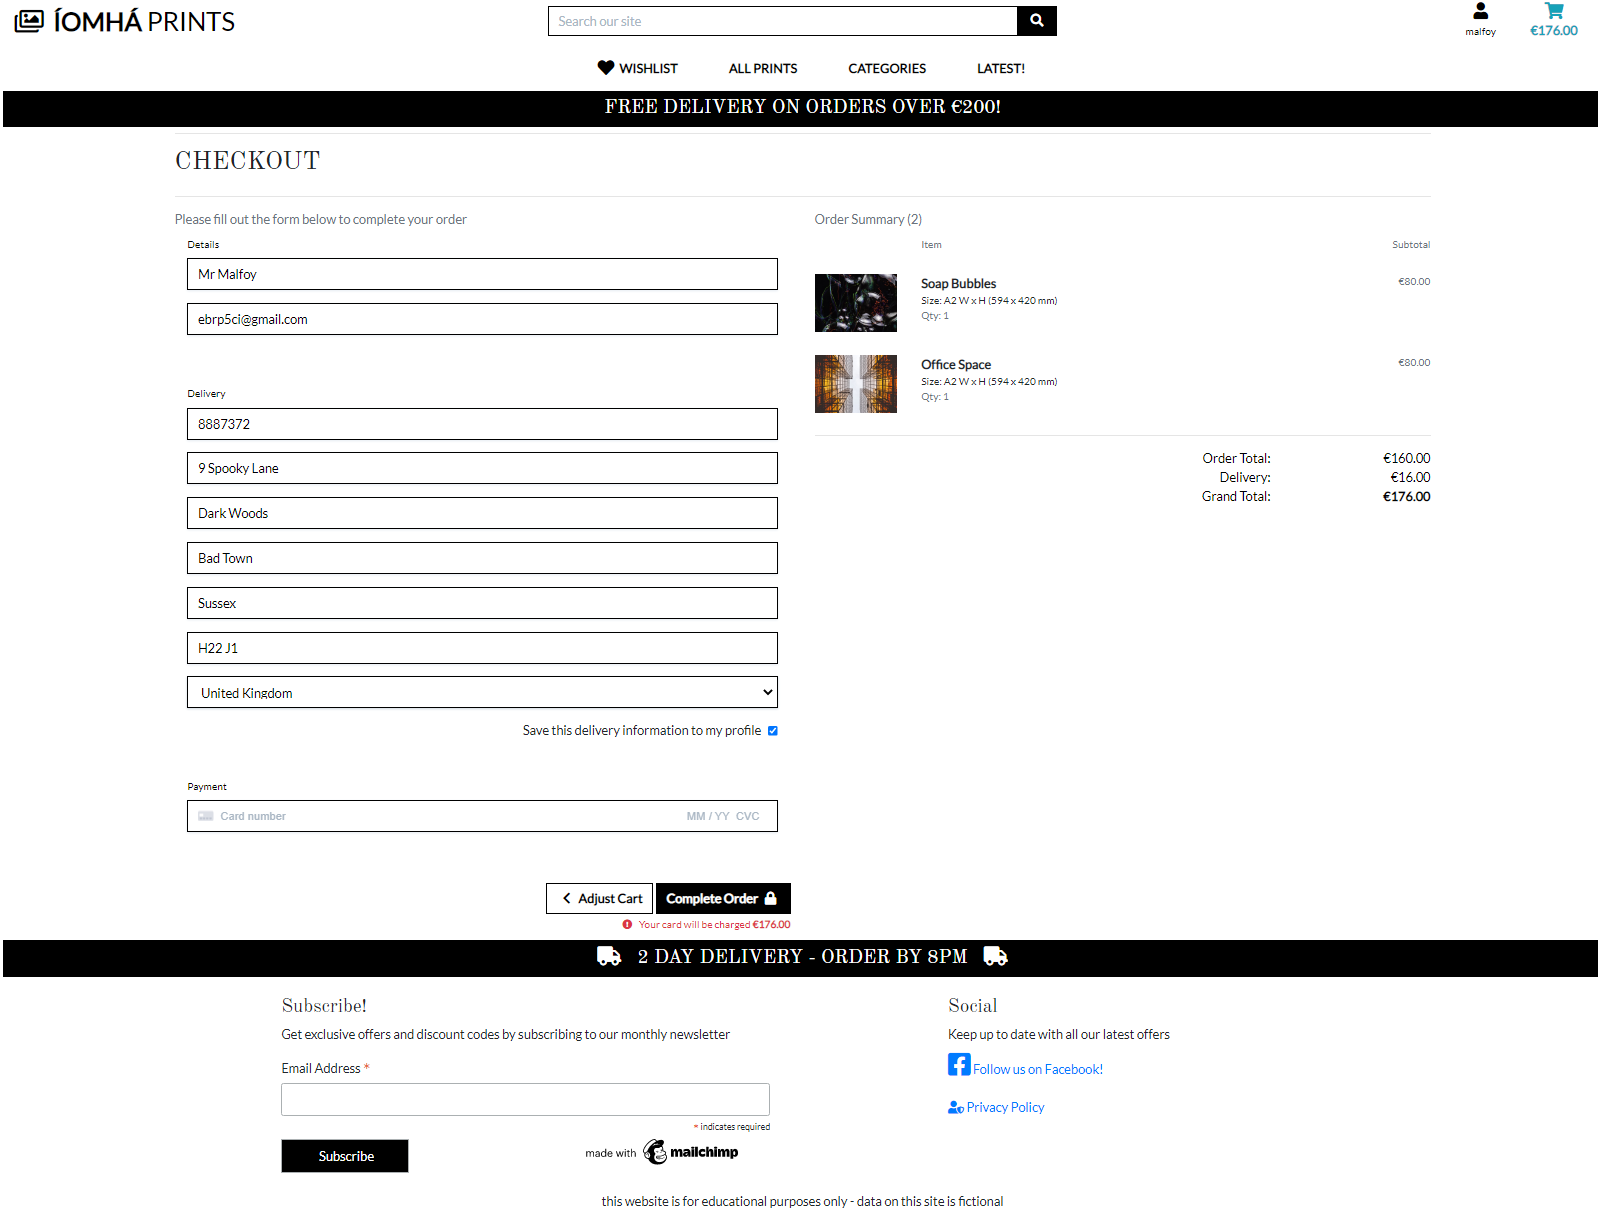 ÍOMHÁ PRINTS
Search our site
malfoy
€176.00
WISHLIST
ALL PRINTS
CATEGORIES
LATEST!
FREE DELIVERY ON ORDERS OVER €200!
CHECKOUT
Please fill out the form below to complete your order
Details
Mr Malfoy
ebrp5ci@gmail.com
Delivery
8887372
9 Spooky Lane
Dark Woods
Bad Town
Sussex
H22 J1
United Kingdom
Save this delivery information to my profile
Payment
Card number MM / YY CVC
Adjust Cart
Complete Order
Your card will be charged €176.00
Order Summary (2)
Item Subtotal
Soap Bubbles €80.00
Size: A2 W x H (594 x 420 mm)
Qty: 1
Office Space €80.00
Size: A2 W x H (594 x 420 mm)
Qty: 1
Order Total: €160.00
Delivery: €16.00
Grand Total: €176.00
2 DAY DELIVERY - ORDER BY 8PM
Subscribe!
Get exclusive offers and discount codes by subscribing to our monthly newsletter
Email Address *
* indicates required
Subscribe
made with mailchimp
Social
Keep up to date with all our latest offers
Follow us on Facebook!
Privacy Policy
this website is for educational purposes only - data on this site is fictional